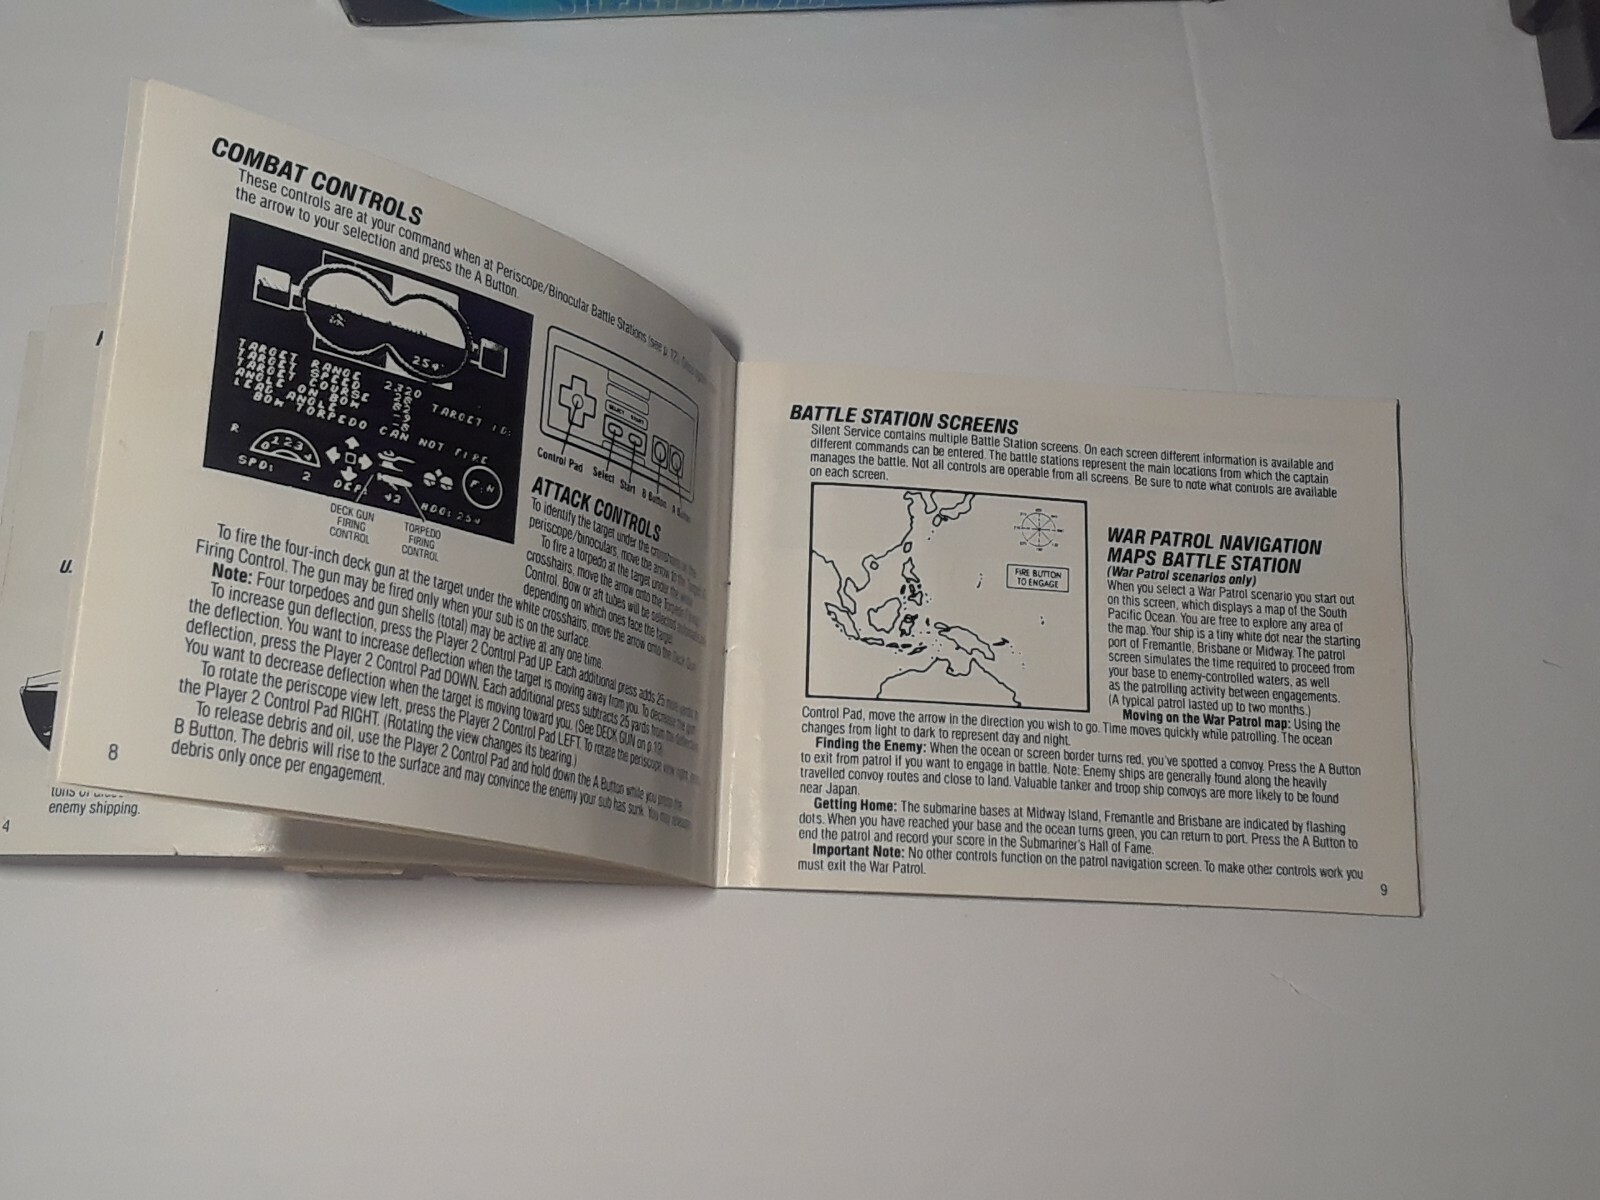 COMBAT CONTROLS
These controls are at your command when at Periscope/Binocular Battle Stations (see p. 12).
the arrow to your selection and press the A Button.
254
TARGET RANGE 2320
TARGET SPEED
TARGET COURSE
ANGLE ON BOW
LEAD ANGLE
BOW TORPEDO CAN NOT FIRE
TARGET ID:
R
0 1 2 3 4
F:N
SPD: 2 DEP: 42 HDG: 254
DECK GUN
FIRING
CONTROL
TORPEDO
FIRING
CONTROL
SELECT START
Control Pad Select Start B Button A Button
ATTACK CONTROLS
To identify the target under the crosshairs
periscope/binoculars, move the arrow to the
To fire a torpedo at the target under the white
crosshairs, move the arrow onto the Torpedo Firing
Control. Bow or aft tubes will be selected
depending on which ones face the target.
To fire the four-inch deck gun at the target under the white crosshairs, move the arrow onto the Deck Gun
Firing Control. The gun may be fired only when your sub is on the surface.
Note: Four torpedoes and gun shells (total) may be active at any one time.
To increase gun deflection, press the Player 2 Control Pad UP. Each additional press adds 25 more yards to
the deflection. You want to increase deflection when the target is moving away from you. To decrease the gun
deflection, press the Player 2 Control Pad DOWN. Each additional press subtracts 25 yards from the deflection.
You want to decrease deflection when the target is moving toward you. (See DECK GUN on p.19)
To rotate the periscope view left, press the Player 2 Control Pad LEFT. To rotate the periscope view right,
the Player 2 Control Pad RIGHT. (Rotating the view changes its bearing.)
To release debris and oil, use the Player 2 Control Pad and hold down the A Button while you press the
B Button. The debris will rise to the surface and may convince the enemy your sub has sunk. You may
debris only once per engagement.
8
U.
enemy shipping.
4
BATTLE STATION SCREENS
Silent Service contains multiple Battle Station screens. On each screen different information is available and
different commands can be entered. The battle stations represent the main locations from which the captain
manages the battle. Not all controls are operable from all screens. Be sure to note what controls are available
on each screen.
FIRE BUTTON
TO ENGAGE
WAR PATROL NAVIGATION
MAPS BATTLE STATION
(War Patrol scenarios only)
When you select a War Patrol scenario you start out
on this screen, which displays a map of the South
Pacific Ocean. You are free to explore any area of
the map. Your ship is a tiny white dot near the starting
port of Fremantle, Brisbane or Midway. The patrol
screen simulates the time required to proceed from
your base to enemy-controlled waters, as well
as the patrolling activity between engagements.
(A typical patrol lasted up to two months.)
Moving on the War Patrol map: Using the
Control Pad, move the arrow in the direction you wish to go. Time moves quickly while patrolling. The ocean
changes from light to dark to represent day and night.
Finding the Enemy: When the ocean or screen border turns red, you've spotted a convoy. Press the A Button
to exit from patrol if you want to engage in battle. Note: Enemy ships are generally found along the heavily
travelled convoy routes and close to land. Valuable tanker and troop ship convoys are more likely to be found
near Japan.
Getting Home: The submarine bases at Midway Island, Fremantle and Brisbane are indicated by flashing
dots. When you have reached your base and the ocean turns green, you can return to port. Press the A Button to
end the patrol and record your score in the Submariner's Hall of Fame.
Important Note: No other controls function on the patrol navigation screen. To make other controls work you
must exit the War Patrol.
9